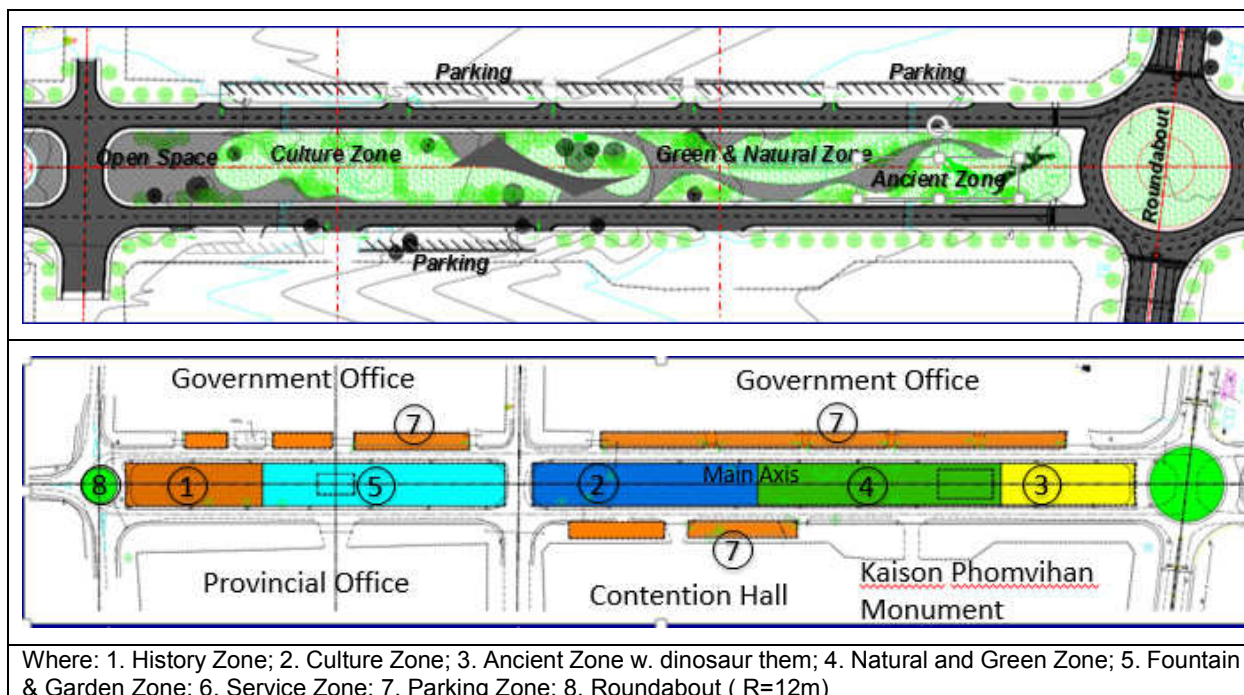 Parking
Parking
Open Space
Culture Zone
Green & Natural Zone
Ancient Zone
Roundabout
Parking
Government Office
Government Office
7
7
8
1
5
2
Main Axis
4
3
7
Provincial Office
Contention Hall
Kaison Phomvihan
Monument
Where: 1. History Zone; 2. Culture Zone; 3. Ancient Zone w. dinosaur them; 4. Natural and Green Zone; 5. Fountain
& Garden Zone; 6. Service Zone; 7. Parking Zone; 8. Roundabout ( R=12m)